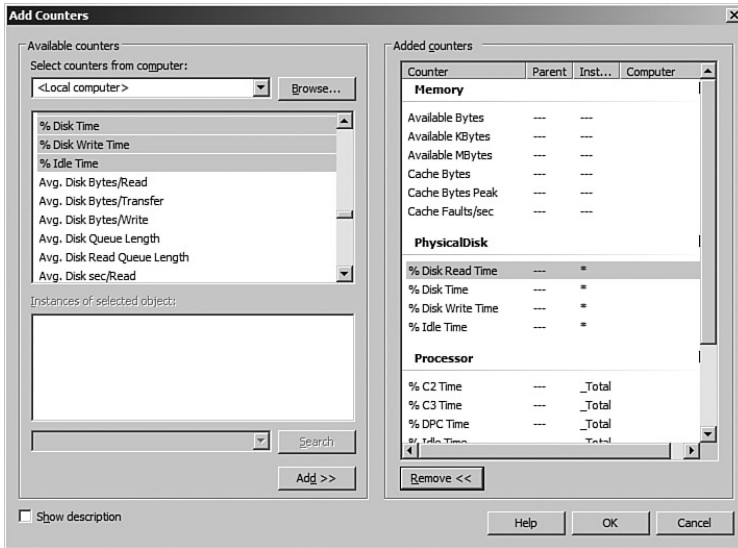 Add Counters
Available counters
Select counters from computer:
<Local computer>
Browse...
% Disk Time
% Disk Write Time
% Idle Time
Avg. Disk Bytes/Read
Avg. Disk Bytes/Transfer
Avg. Disk Bytes/Write
Avg. Disk Queue Length
Avg. Disk Read Queue Length
Avg. Disk sec/Read
Instances of selected object:
Search
Add >>
Show description
Added counters
Counter Parent Inst... Computer
Memory
Available Bytes --- ---
Available KBytes --- ---
Available MBytes --- ---
Cache Bytes --- ---
Cache Bytes Peak --- ---
Cache Faults/sec --- ---
PhysicalDisk
% Disk Read Time --- *
% Disk Time --- *
% Disk Write Time --- *
% Idle Time --- *
Processor
% C2 Time --- _Total
% C3 Time --- _Total
% DPC Time --- _Total
% Idle Time --- _Total
Remove <<
Help
OK
Cancel